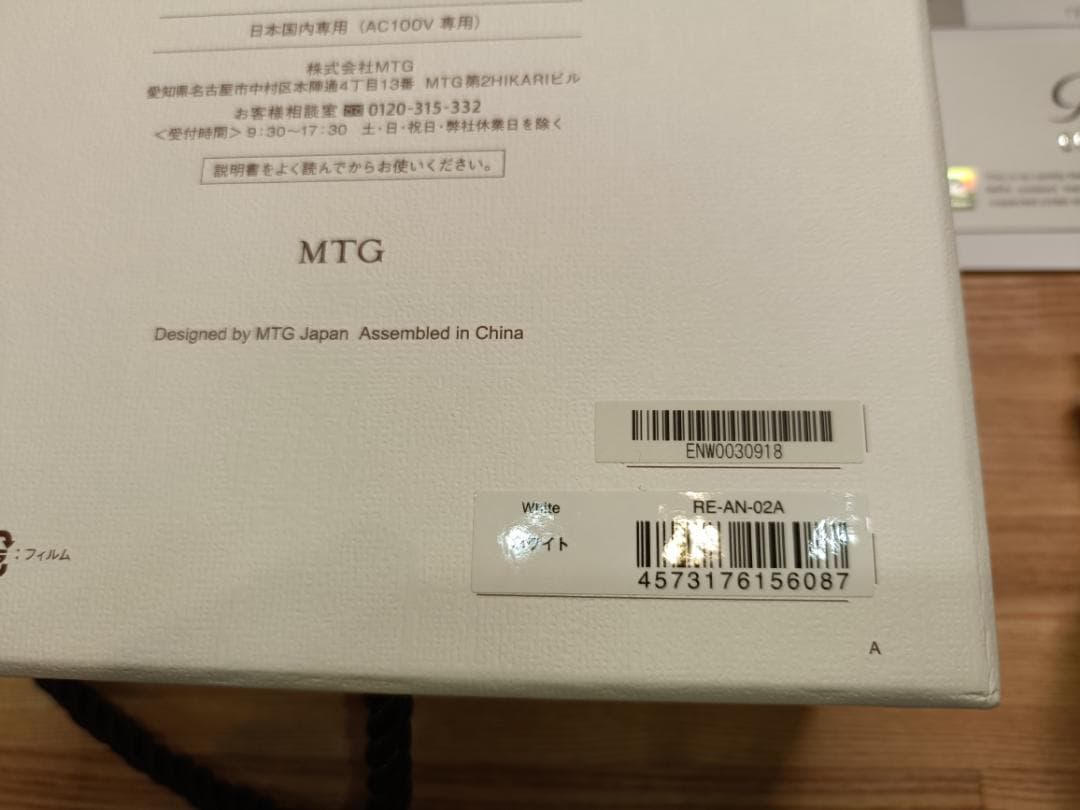 日本国内専用（AC100V 専用）
株式会社MTG
愛知県名古屋市中村区本陣通4丁目13番 MTG第2HIKARIビル
お客様相談室 0120-315-332
＜受付時間＞9:30～17:30 土・日・祝日・弊社休業日を除く
説明書をよく読んでからお使いください。
MTG
Designed by MTG Japan Assembled in China
ENW0030918
White RE-AN-02A
ホワイト
4573176156087
：フィルム
A